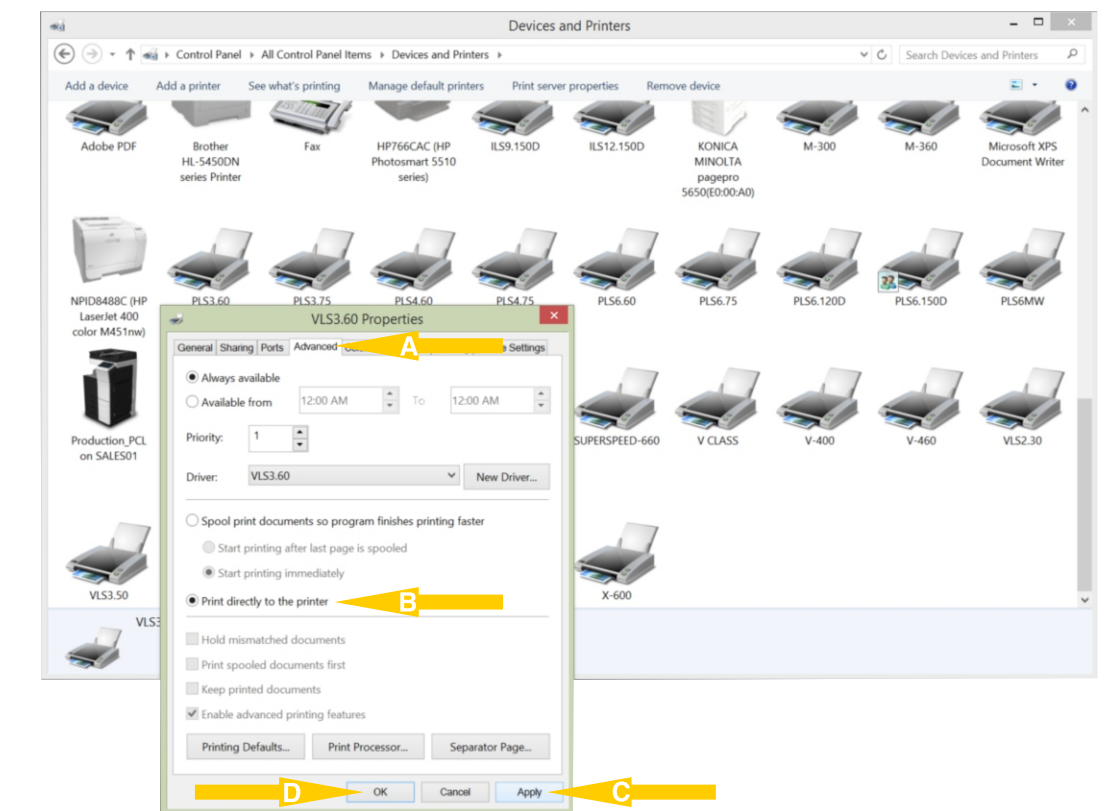 Devices and Printers
Control Panel All Control Panel Items Devices and Printers
Search Devices and Printers
Add a device Add a printer See what's printing Manage default printers Print server properties Remove device
Adobe PDF
Brother
HL-5450DN
series Printer
Fax
HP766CAC (HP
Photosmart 5510
series)
ILS9.150D
ILS12.150D
KONICA
MINOLTA
pagepro
5650(E0:00:A0)
M-300
M-360
Microsoft XPS
Document Writer
NPID8488C (HP
LaserJet 400
color M451nw)
PLS3.60
PLS3.75
PLS4.60
PLS4.75
PLS6.60
PLS6.75
PLS6.120D
PLS6.150D
PLS6MW
Production_PCL
on SALES01
SUPERSPEED-660
V CLASS
V-400
V-460
VLS2.30
VLS3.50
X-600
VLS3
VLS3.60 Properties
General Sharing Ports Advanced A Settings
Always available
Available from 12:00 AM To 12:00 AM
Priority: 1
Driver: VLS3.60 New Driver...
Spool print documents so program finishes printing faster
Start printing after last page is spooled
Start printing immediately
Print directly to the printer B
Hold mismatched documents
Print spooled documents first
Keep printed documents
Enable advanced printing features
Printing Defaults... Print Processor... Separator Page...
D OK Cancel Apply C